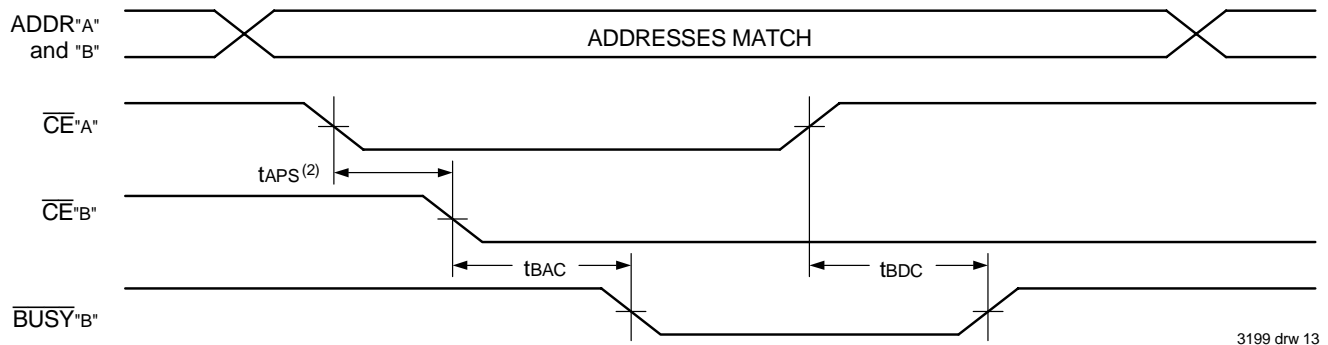 ADDR"A"
and "B"
ADDRESSES MATCH
CE"A"
tAPS(2)
CE"B"
tBAC
tBDC
BUSY"B"
3199 drw 13